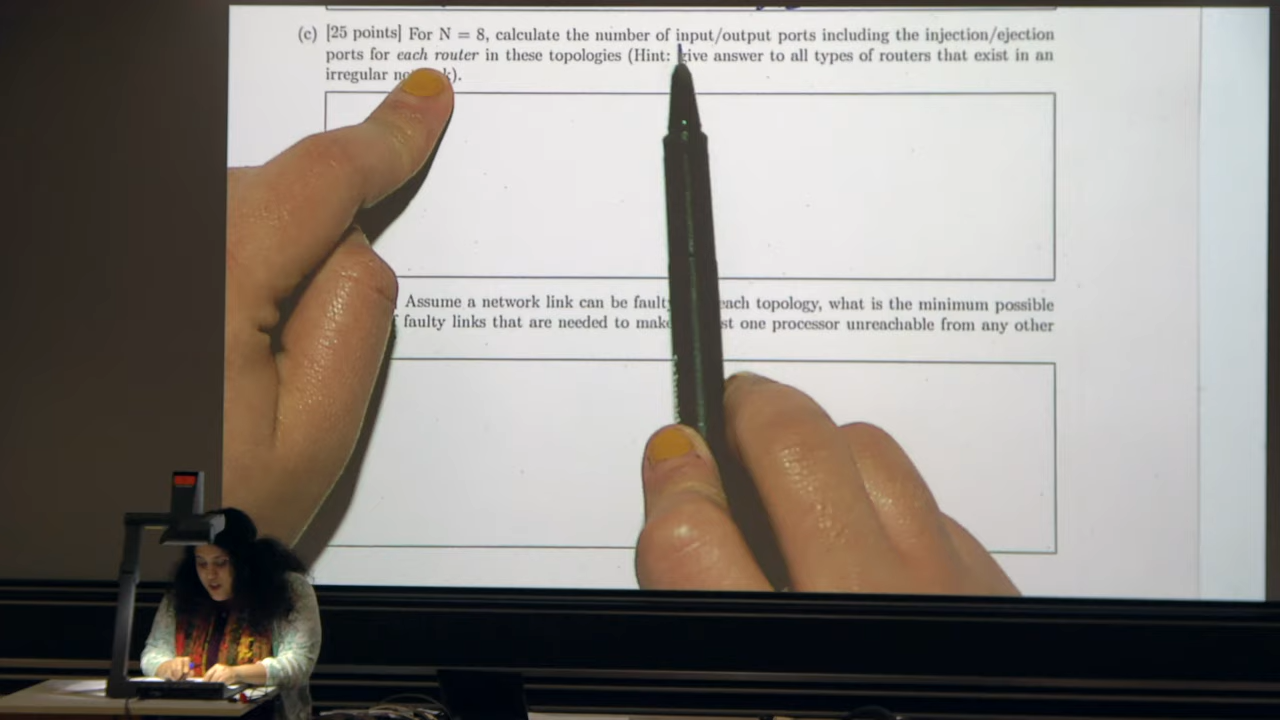 (c) [25 points] For N = 8, calculate the number of input/output ports including the injection/ejection
ports for each router in these topologies (Hint: give answer to all types of routers that exist in an
irregular
Assume a network link can be each topology, what is the minimum possible
faulty links that are needed to one processor unreachable from any other